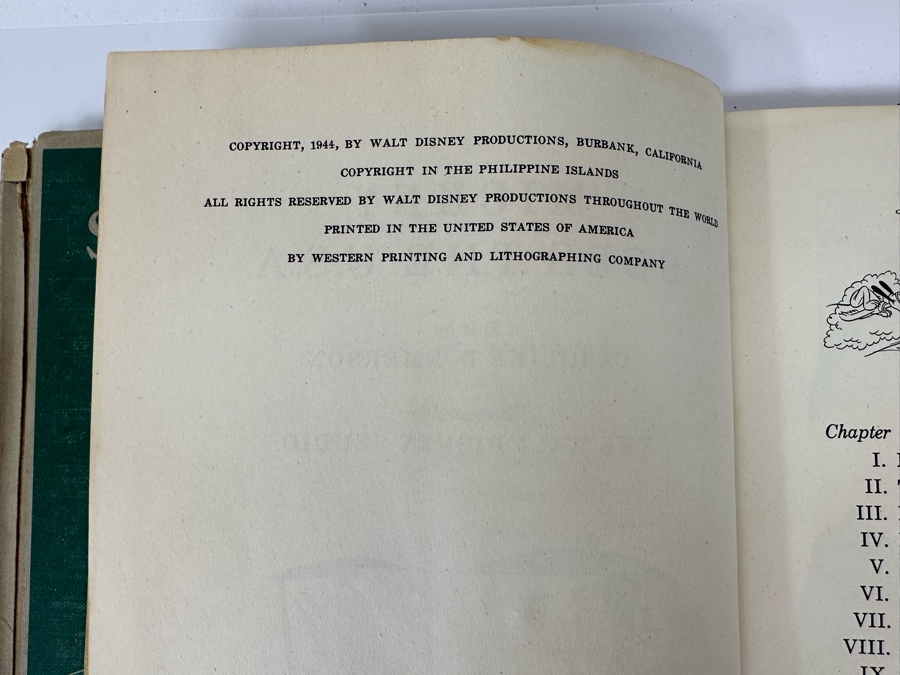 COPYRIGHT, 1944, BY WALT DISNEY PRODUCTIONS, BURBANK, CALIFORNIA
COPYRIGHT IN THE PHILIPPINE ISLANDS
ALL RIGHTS RESERVED BY WALT DISNEY PRODUCTIONS THROUGHOUT THE WORLD
PRINTED IN THE UNITED STATES OF AMERICA
BY WESTERN PRINTING AND LITHOGRAPHING COMPANY
Chapter
I.
II.
III.
IV.
V.
VI.
VII.
VIII.
IX